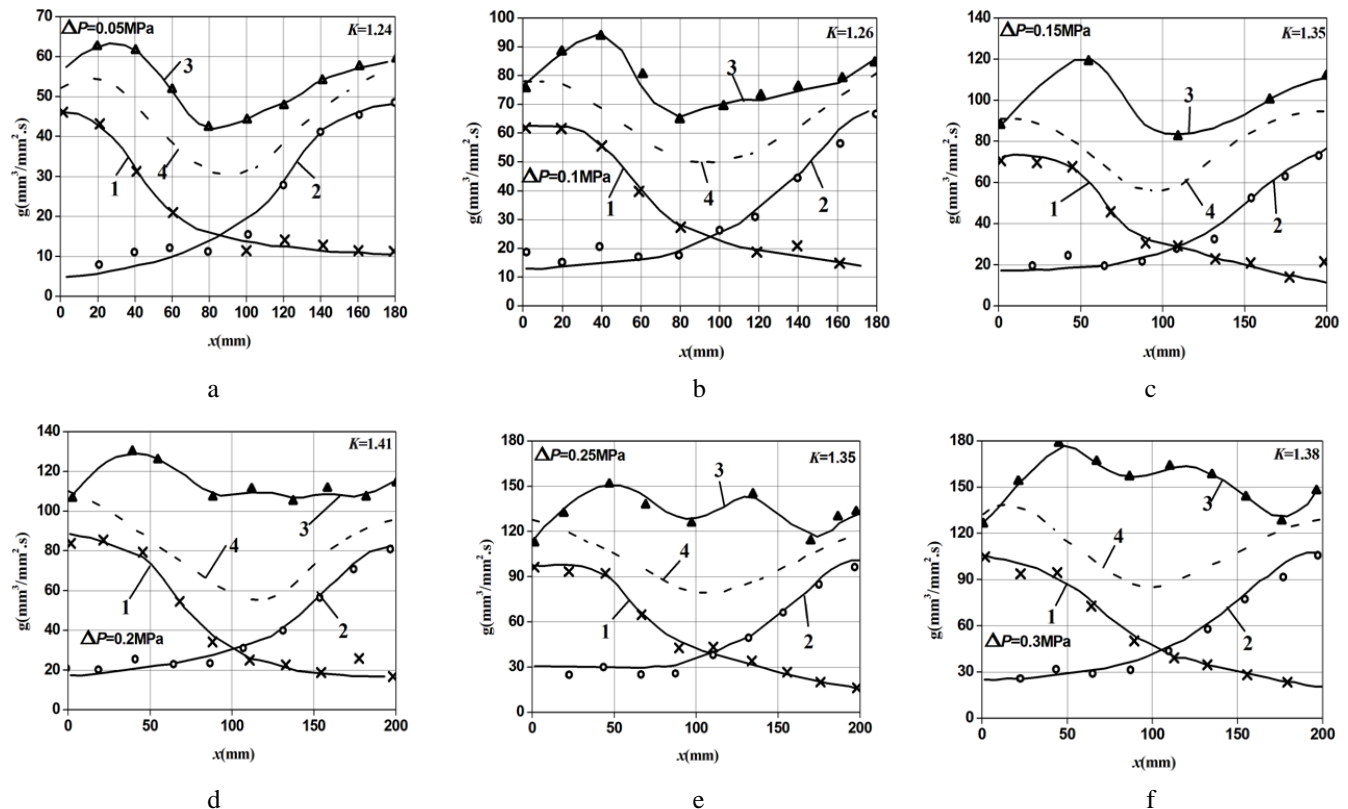 ΔP=0.05MPa
K=1.24
70
60
50
40
30
20
10
0
g(mm³/mm².s)
0 20 40 60 80 100 120 140 160 180
x(mm)
1
2
3
4
a
ΔP=0.1MPa
K=1.26
100
90
80
70
60
50
40
30
20
10
0
g(mm³/mm².s)
0 20 40 60 80 100 120 140 160 180
x(mm)
1
2
3
4
b
ΔP=0.15MPa
K=1.35
140
120
100
80
60
40
20
0
g(mm³/mm².s)
0 50 100 150 200
x(mm)
1
2
3
4
c
ΔP=0.2MPa
K=1.41
140
120
100
80
60
40
20
0
g(mm³/mm².s)
0 50 100 150 200
x(mm)
1
2
3
4
d
ΔP=0.25MPa
K=1.35
180
150
120
90
60
30
0
g(mm³/mm².s)
0 50 100 150 200
x(mm)
1
2
3
4
e
ΔP=0.3MPa
K=1.38
180
150
120
90
60
30
0
g(mm³/mm².s)
0 50 100 150 200
x(mm)
1
2
3
4
f